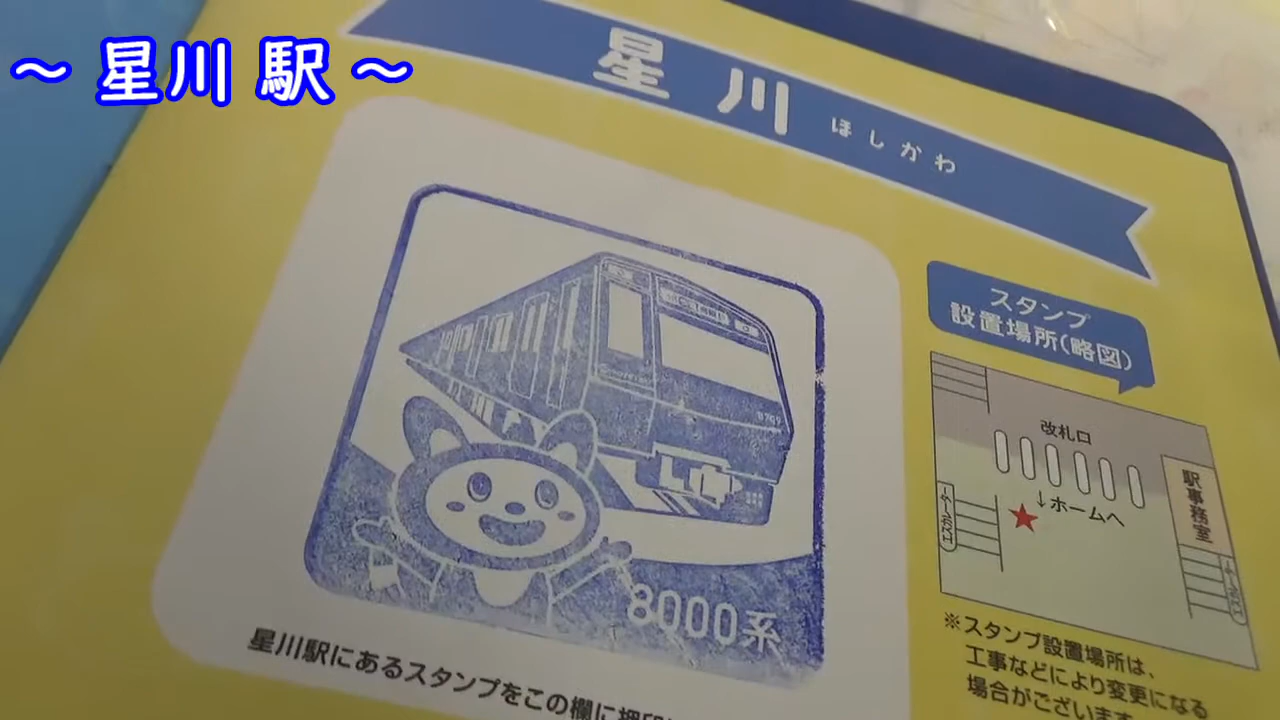 ～ 星川 駅 ～
星川 ほしかわ
スタンプ
設置場所(略図)
改札口
↓ホームへ
駅事務室
8000系
星川駅にあるスタンプをこの欄に
※スタンプ設置場所は、
工事などにより変更になる
場合がございます